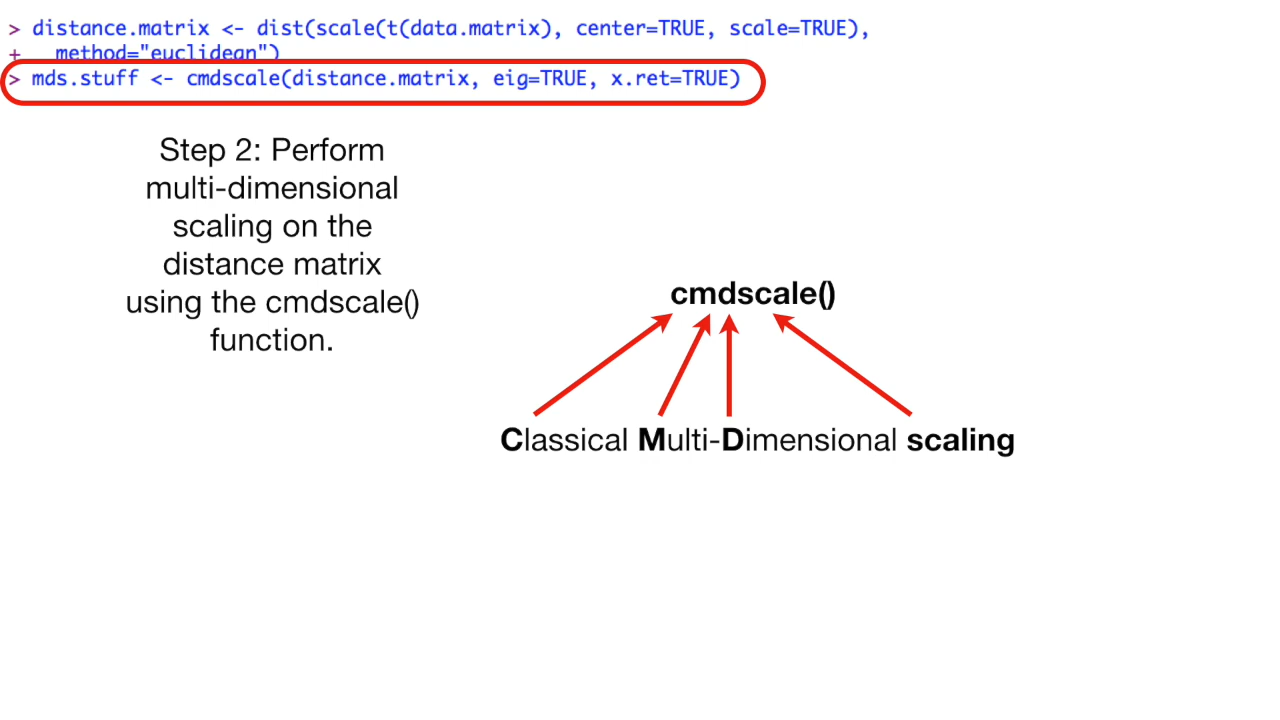 > distance.matrix <- dist(scale(t(data.matrix), center=TRUE, scale=TRUE),
+   method="euclidean")
> mds.stuff <- cmdscale(distance.matrix, eig=TRUE, x.ret=TRUE)
Step 2: Perform
multi-dimensional
scaling on the
distance matrix
using the cmdscale()
function.
cmdscale()
Classical Multi-Dimensional scaling